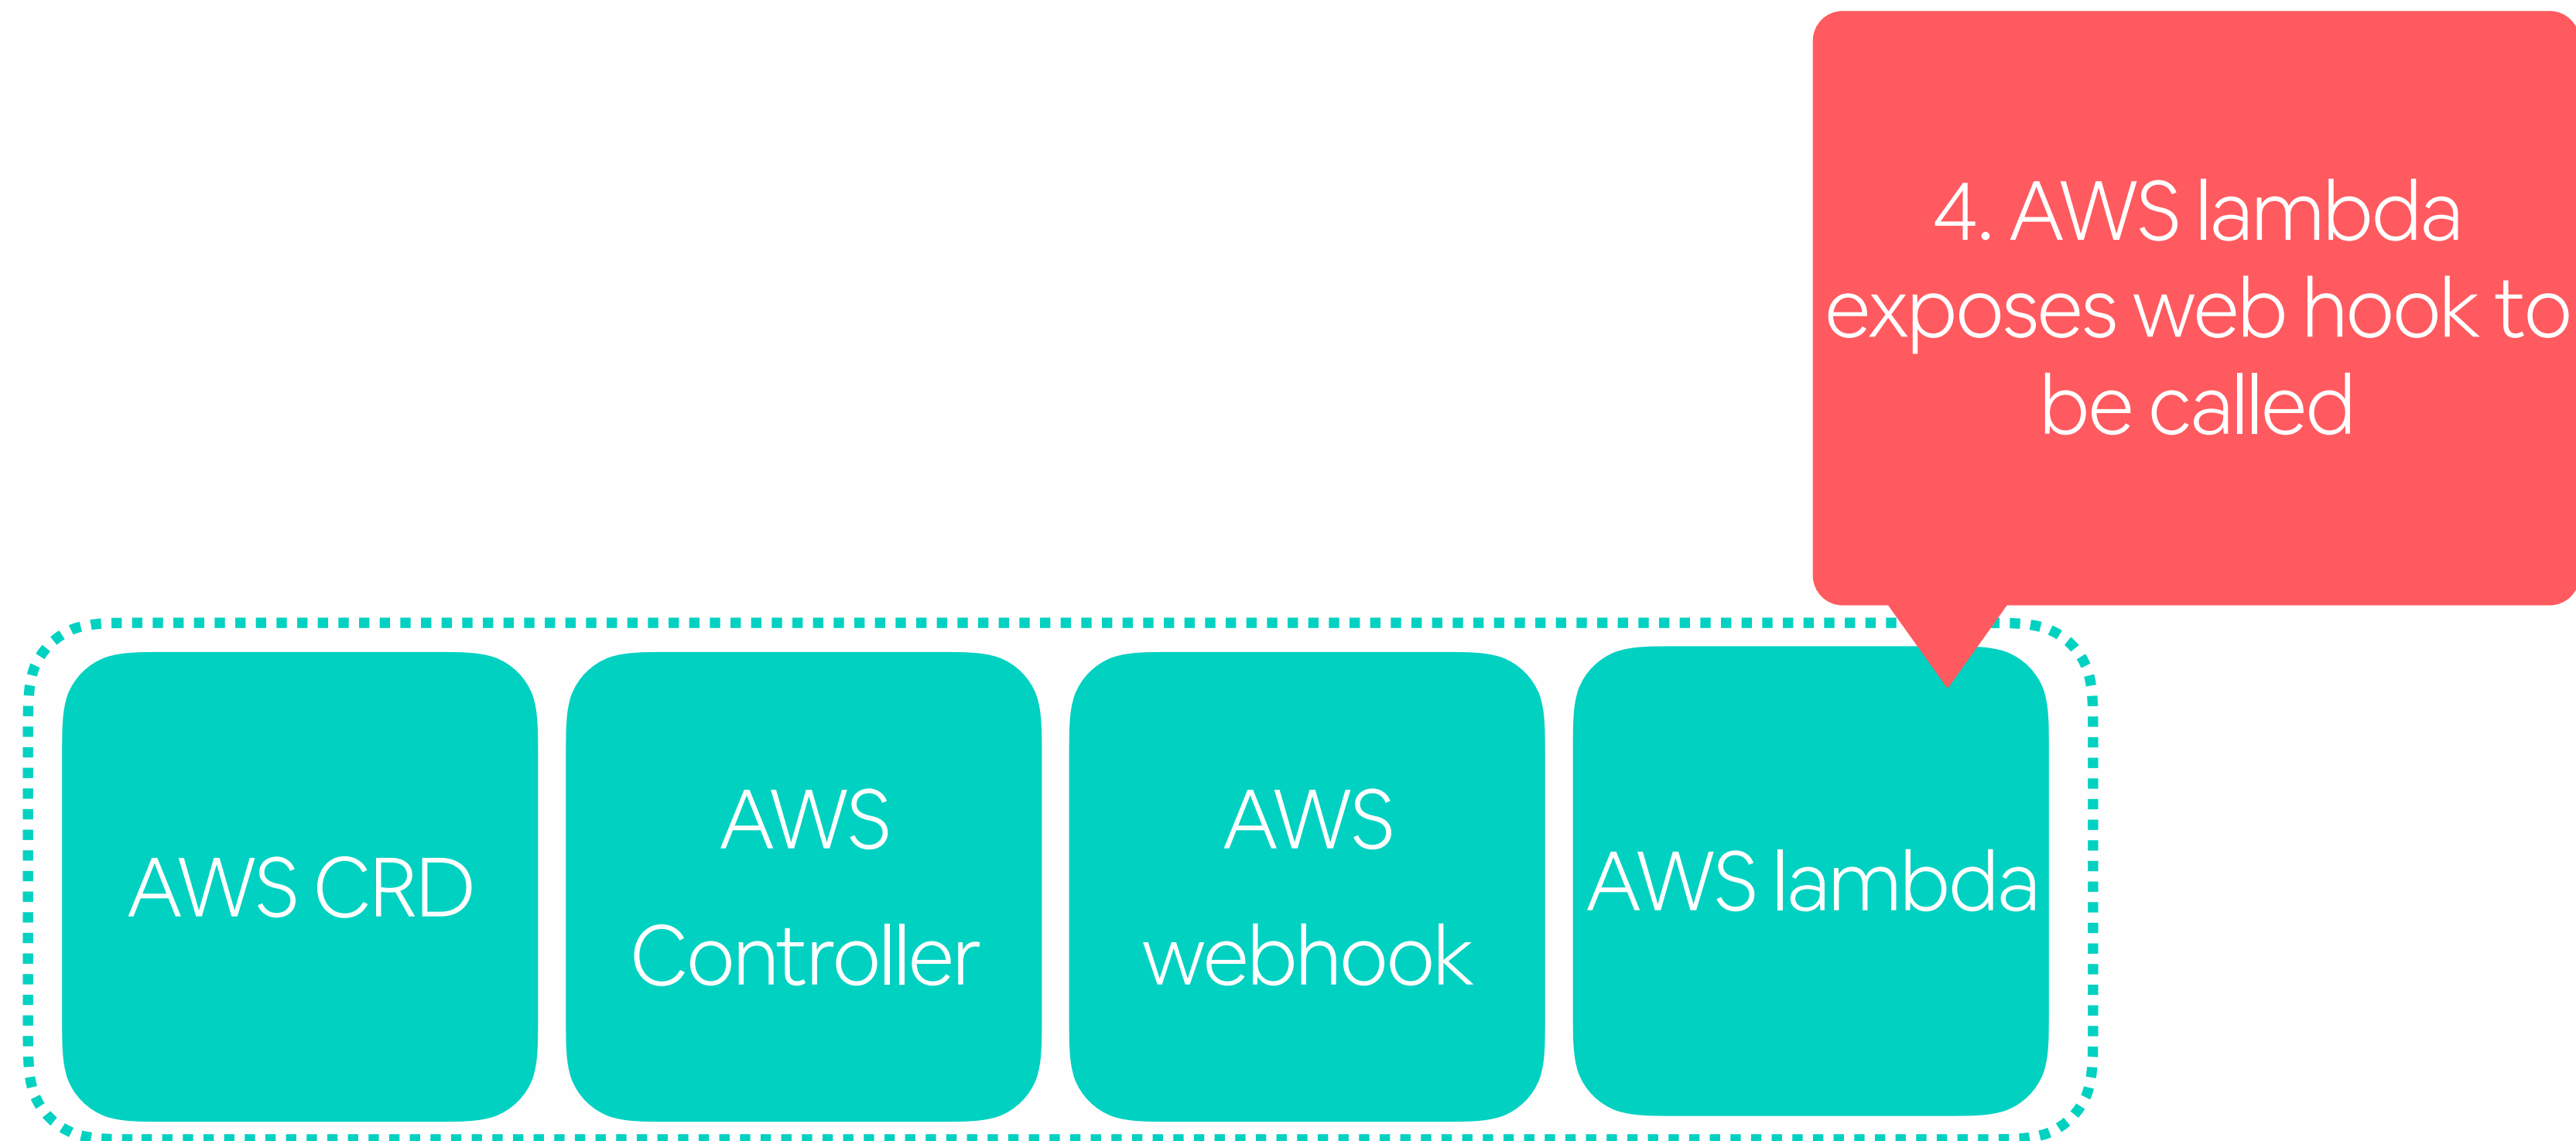 4. AWS lambda
exposes web hook to
be called
AWS CRD
AWS
Controller
AWS
webhook
AWS lambda